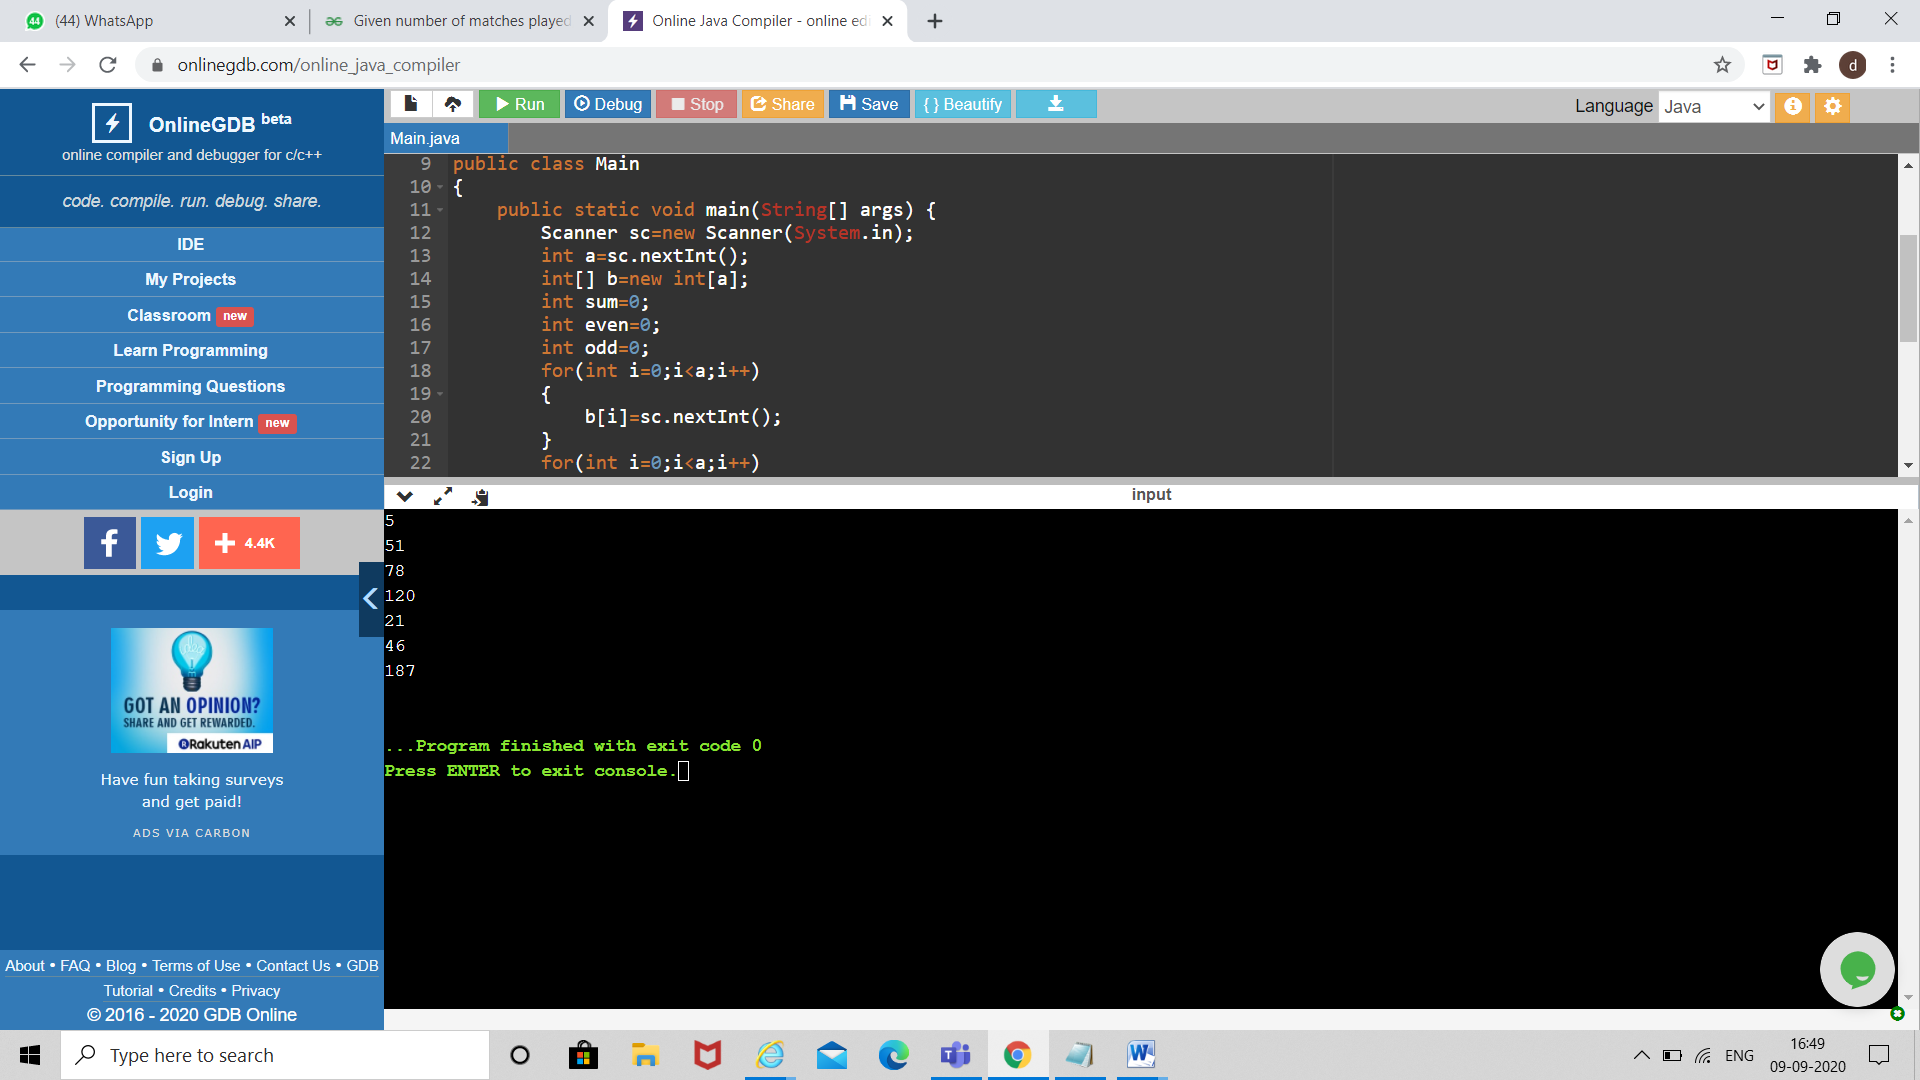 (44) WhatsApp
Given number of matches played
Online Java Compiler - online edi
onlinegdb.com/online_java_compiler
d
OnlineGDB beta
online compiler and debugger for c/c++
code. compile. run. debug. share.
IDE
My Projects
Classroom new
Learn Programming
Programming Questions
Opportunity for Intern new
Sign Up
Login
4.4K
GOT AN OPINION?
SHARE AND GET REWARDED.
Rakuten AIP
Have fun taking surveys
and get paid!
ADS VIA CARBON
About • FAQ • Blog • Terms of Use • Contact Us • GDB
Tutorial • Credits • Privacy
© 2016 - 2020 GDB Online
Run Debug Stop Share Save { } Beautify
Language Java
Main.java
9 public class Main
10 {
11 public static void main(String[] args) {
12 Scanner sc=new Scanner(System.in);
13 int a=sc.nextInt();
14 int[] b=new int[a];
15 int sum=0;
16 int even=0;
17 int odd=0;
18 for(int i=0;i<a;i++)
19 {
20 b[i]=sc.nextInt();
21 }
22 for(int i=0;i<a;i++)
input
5
51
78
120
21
46
187
...Program finished with exit code 0
Press ENTER to exit console.
Type here to search
ENG
16:49
09-09-2020